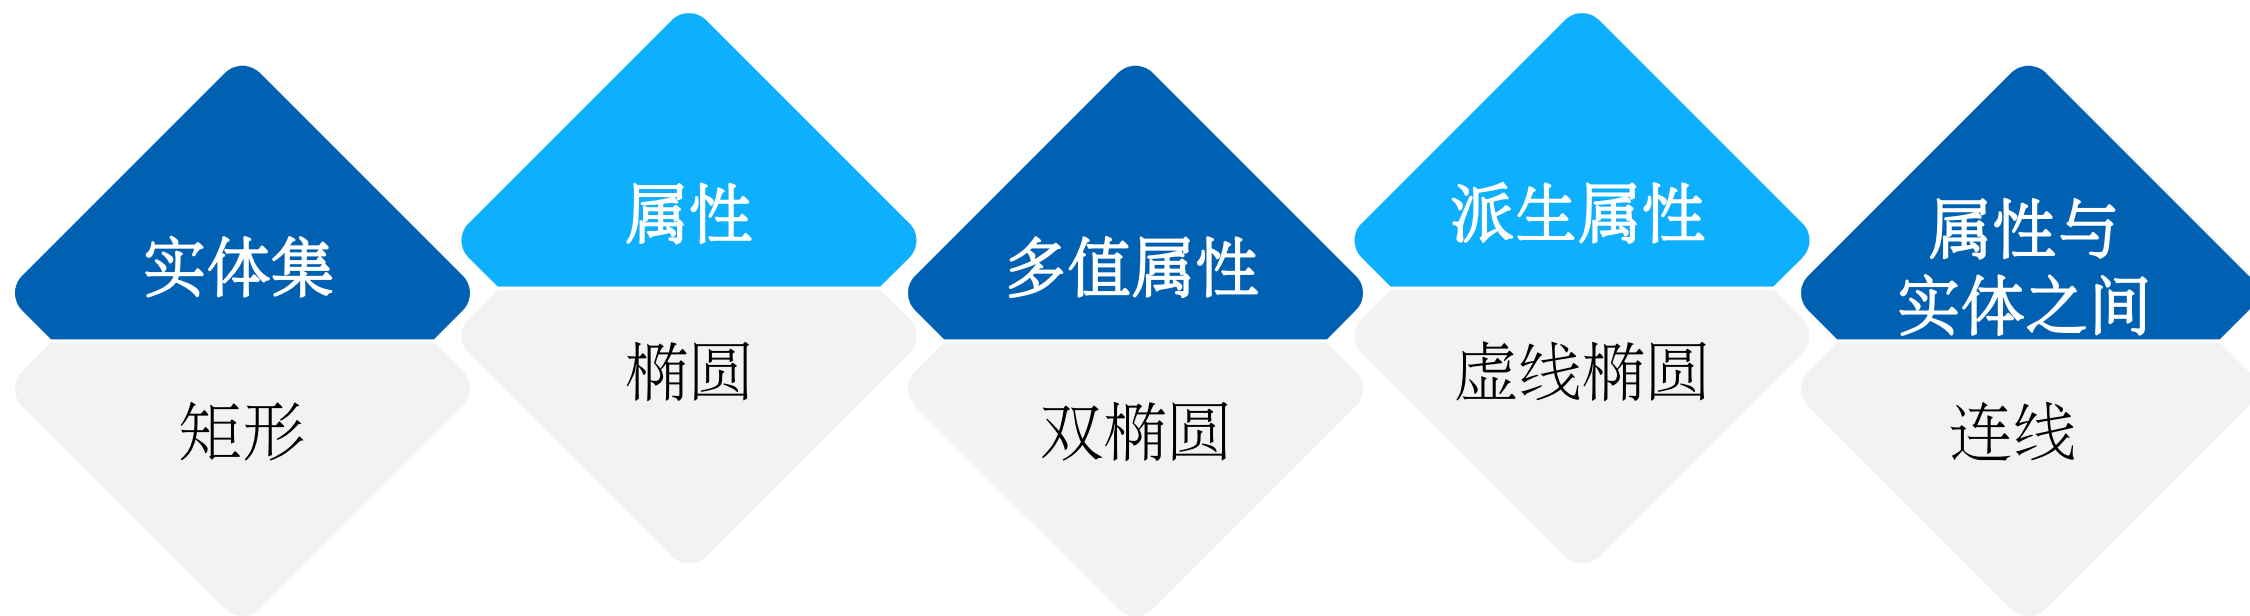 实体集
矩形
属性
椭圆
多值属性
双椭圆
派生属性
虚线椭圆
属性与
实体之间
连线